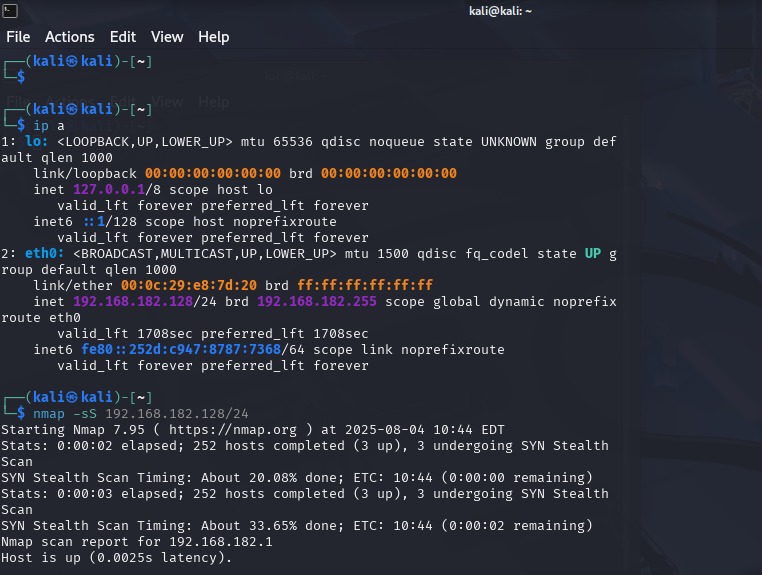 kali@kali: ~
File Actions Edit View Help
┌──(kali㉿kali)-[~]
└─$
┌──(kali㉿kali)-[~]
└─$ ip a
1: lo: <LOOPBACK,UP,LOWER_UP> mtu 65536 qdisc noqueue state UNKNOWN group def
ault qlen 1000
    link/loopback 00:00:00:00:00:00 brd 00:00:00:00:00:00
    inet 127.0.0.1/8 scope host lo
       valid_lft forever preferred_lft forever
    inet6 ::1/128 scope host noprefixroute
       valid_lft forever preferred_lft forever
2: eth0: <BROADCAST,MULTICAST,UP,LOWER_UP> mtu 1500 qdisc fq_codel state UP g
roup default qlen 1000
    link/ether 00:0c:29:e8:7d:20 brd ff:ff:ff:ff:ff:ff
    inet 192.168.182.128/24 brd 192.168.182.255 scope global dynamic noprefix
route eth0
       valid_lft 1708sec preferred_lft 1708sec
    inet6 fe80::252d:c947:8787:7368/64 scope link noprefixroute
       valid_lft forever preferred_lft forever
┌──(kali㉿kali)-[~]
└─$ nmap -sS 192.168.182.128/24
Starting Nmap 7.95 ( https://nmap.org ) at 2025-08-04 10:44 EDT
Stats: 0:00:02 elapsed; 252 hosts completed (3 up), 3 undergoing SYN Stealth
Scan
SYN Stealth Scan Timing: About 20.08% done; ETC: 10:44 (0:00:00 remaining)
Stats: 0:00:03 elapsed; 252 hosts completed (3 up), 3 undergoing SYN Stealth
Scan
SYN Stealth Scan Timing: About 33.65% done; ETC: 10:44 (0:00:02 remaining)
Nmap scan report for 192.168.182.1
Host is up (0.0025s latency).